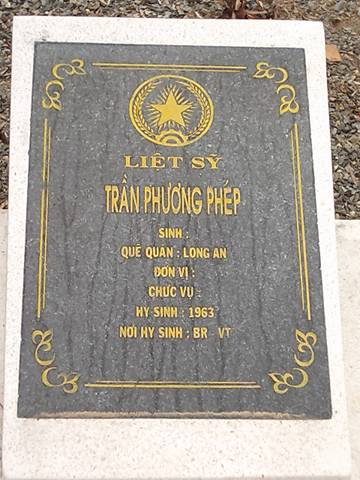 LIỆT SỸ
TRẦN PHƯƠNG PHÉP
SINH :
QUÊ QUÁN : LONG AN
ĐƠN VỊ :
CHỨC VỤ :
HY SINH : 1963
NƠI HY SINH : BR - VT